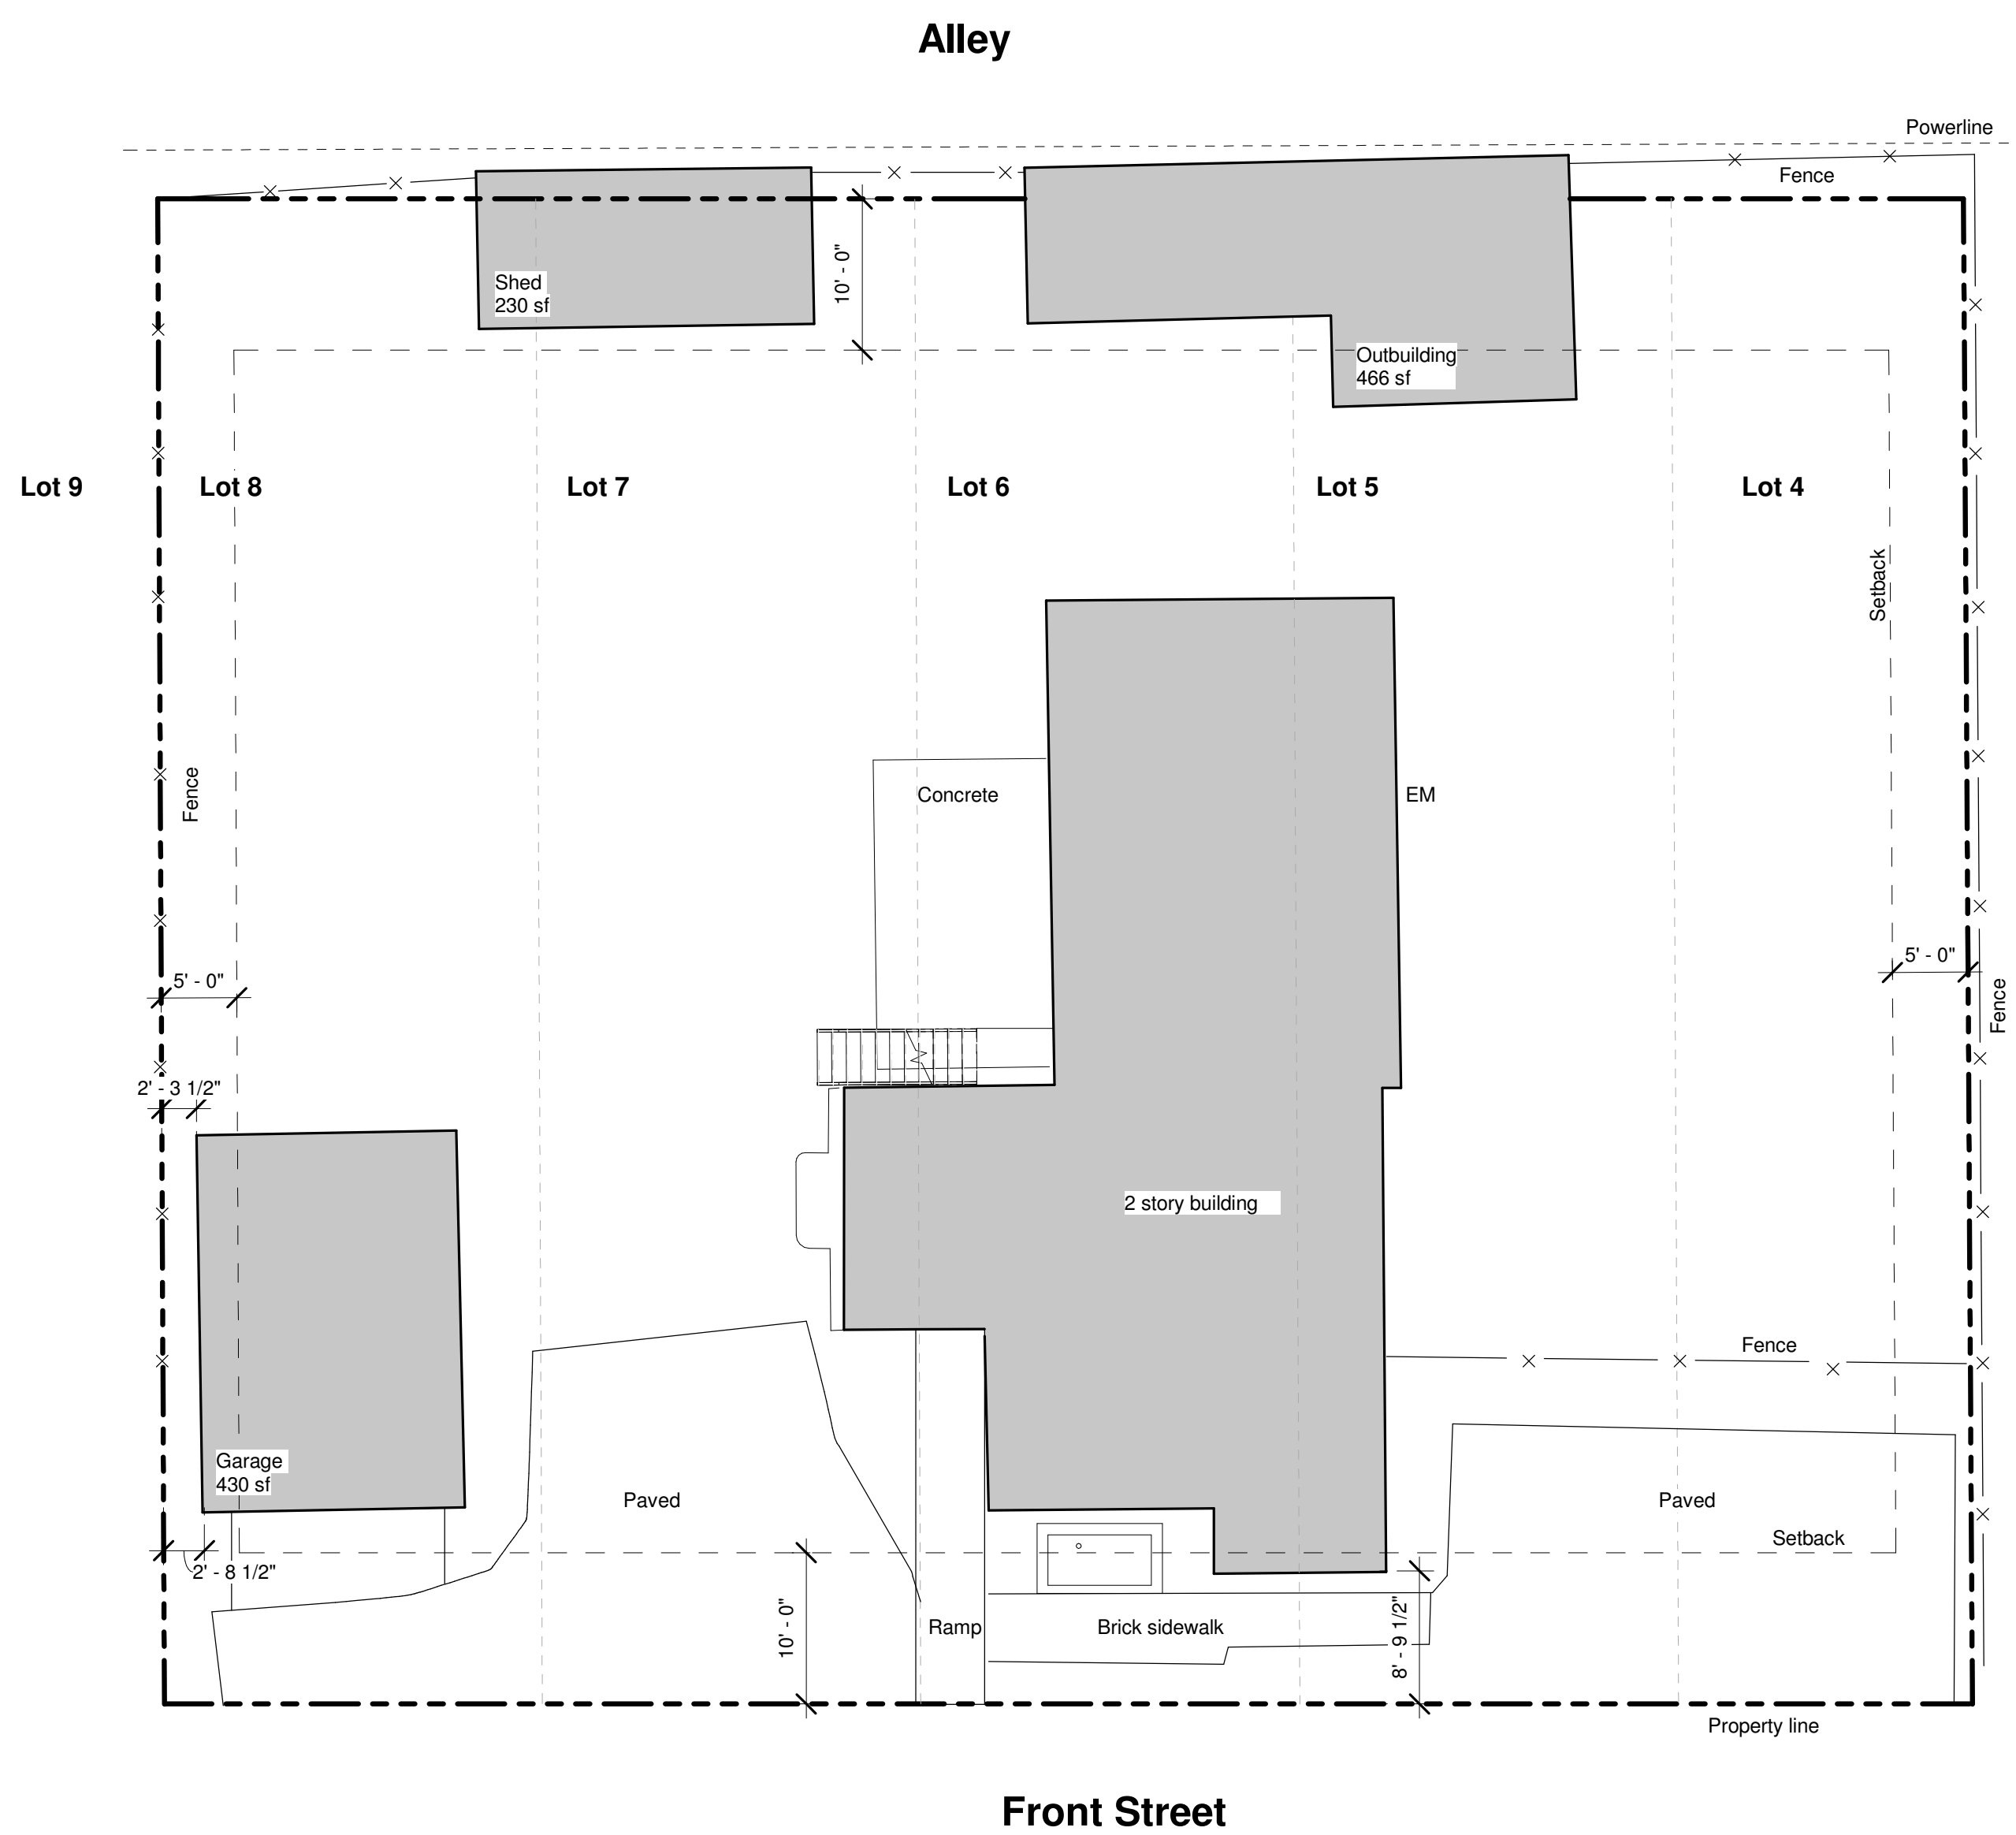 Alley
Powerline
Fence
10' - 0"
Shed
230 sf
Outbuilding
466 sf
Lot 9
Lot 8
Lot 7
Lot 6
Lot 5
Lot 4
Setback
Fence
Concrete
EM
5' - 0"
5' - 0"
Fence
2' - 3 1/2"
2 story building
Fence
Garage
430 sf
Paved
Paved
Setback
2' - 8 1/2"
10' - 0"
Ramp
Brick sidewalk
8' - 9 1/2"
Property line
Front Street